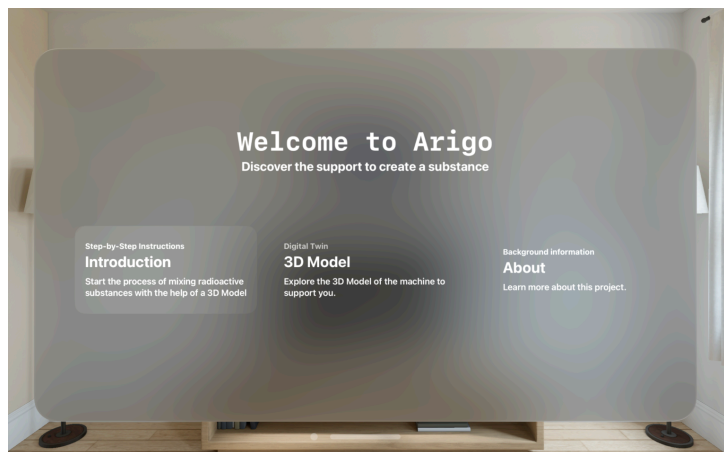 Welcome to Arigo
Discover the support to create a substance
Step-by-Step Instructions
Introduction
Start the process of mixing radioactive
substances with the help of a 3D Model
Digital Twin
3D Model
Explore the 3D Model of the machine to
support you.
Background information
About
Learn more about this project.